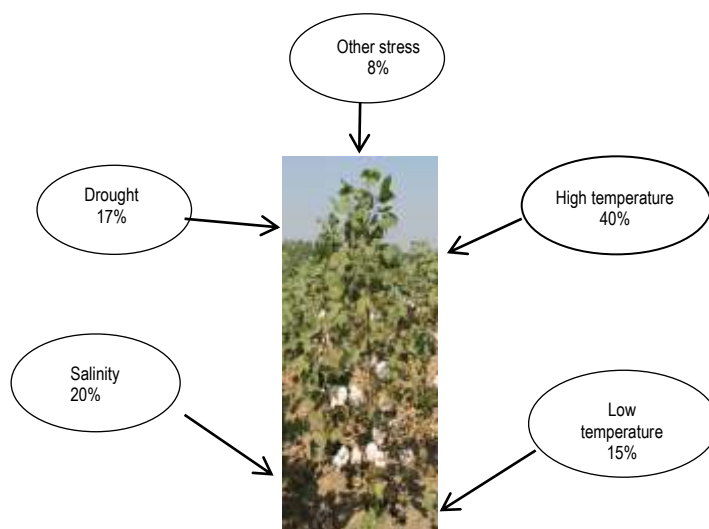 Other stress
8%
Drought
17%
High temperature
40%
Salinity
20%
Low
temperature
15%